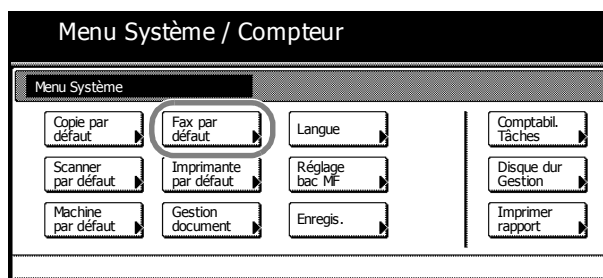 Menu Système / Compteur
Menu Système
Copie par
défaut
Fax par
défaut
Langue
Comptabil.
Tâches
Scanner
par défaut
Imprimante
par défaut
Réglage
bac MF
Disque dur
Gestion
Machine
par défaut
Gestion
document
Enregis.
Imprimer
rapport